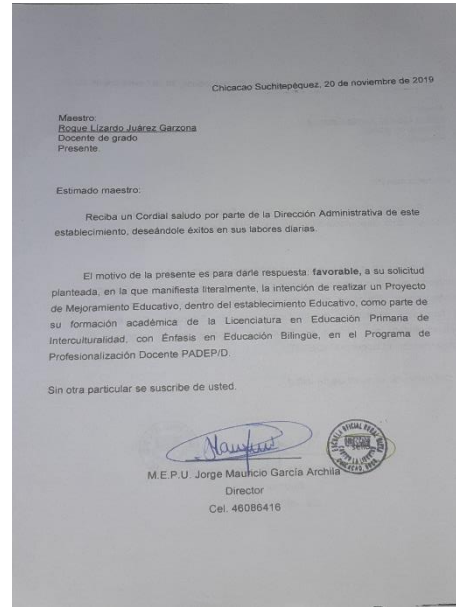 Chicacao Suchitepéquez, 20 de noviembre de 2019
Maestro:
Roque Lizardo Juárez Garzona
Docente de grado
Presente.
Estimado maestro:
Reciba un Cordial saludo por parte de la Dirección Administrativa de este
establecimiento, deseándole éxitos en sus labores diarias.
El motivo de la presente es para darle respuesta, favorable, a su solicitud
planteada, en la que manifiesta literalmente, la intención de realizar un Proyecto
de Mejoramiento Educativo, dentro del establecimiento Educativo, como parte de
su formación académica de la Licenciatura en Educación Primaria de
Interculturalidad, con Énfasis en Educación Bilingüe, en el Programa de
Profesionalización Docente PADEP/D.
Sin otra particular se suscribe de usted.
M.E.P.U. Jorge Mauricio García Archila
Director
Cel. 46086416
ESCUELA OFICIAL RURAL MIXTA